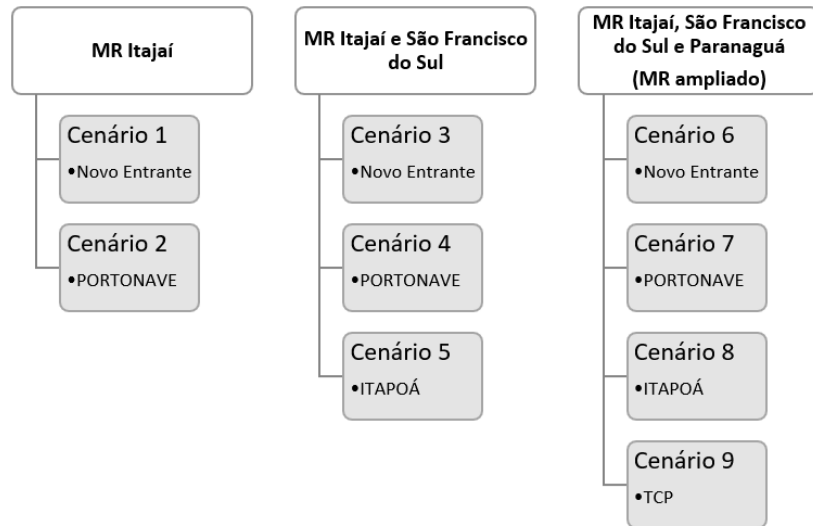 MR Itajaí
Cenário 1
•Novo Entrante
Cenário 2
•PORTONAVE
MR Itajaí e São Francisco
do Sul
Cenário 3
•Novo Entrante
Cenário 4
•PORTONAVE
Cenário 5
•ITAPOÁ
MR Itajaí, São Francisco
do Sul e Paranaguá
(MR ampliado)
Cenário 6
•Novo Entrante
Cenário 7
•PORTONAVE
Cenário 8
•ITAPOÁ
Cenário 9
•TCP